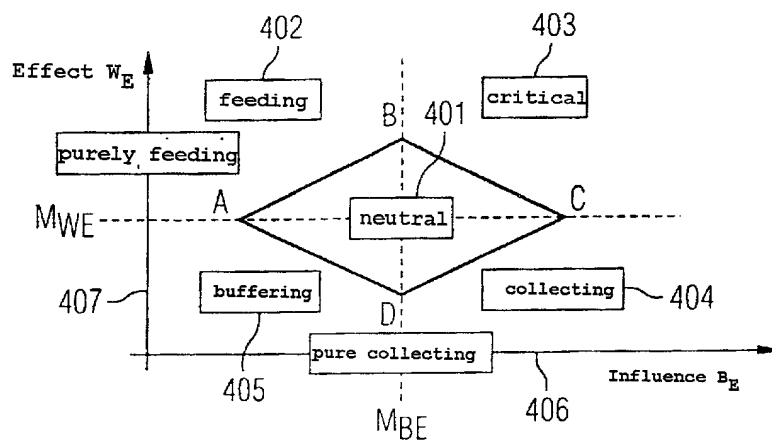 402
403
Effect W_E
feeding
critical
401
B
purely feeding
A
C
M_WE
neutral
407
buffering
collecting
404
D
pure collecting
405
406
Influence B_E
M_BE